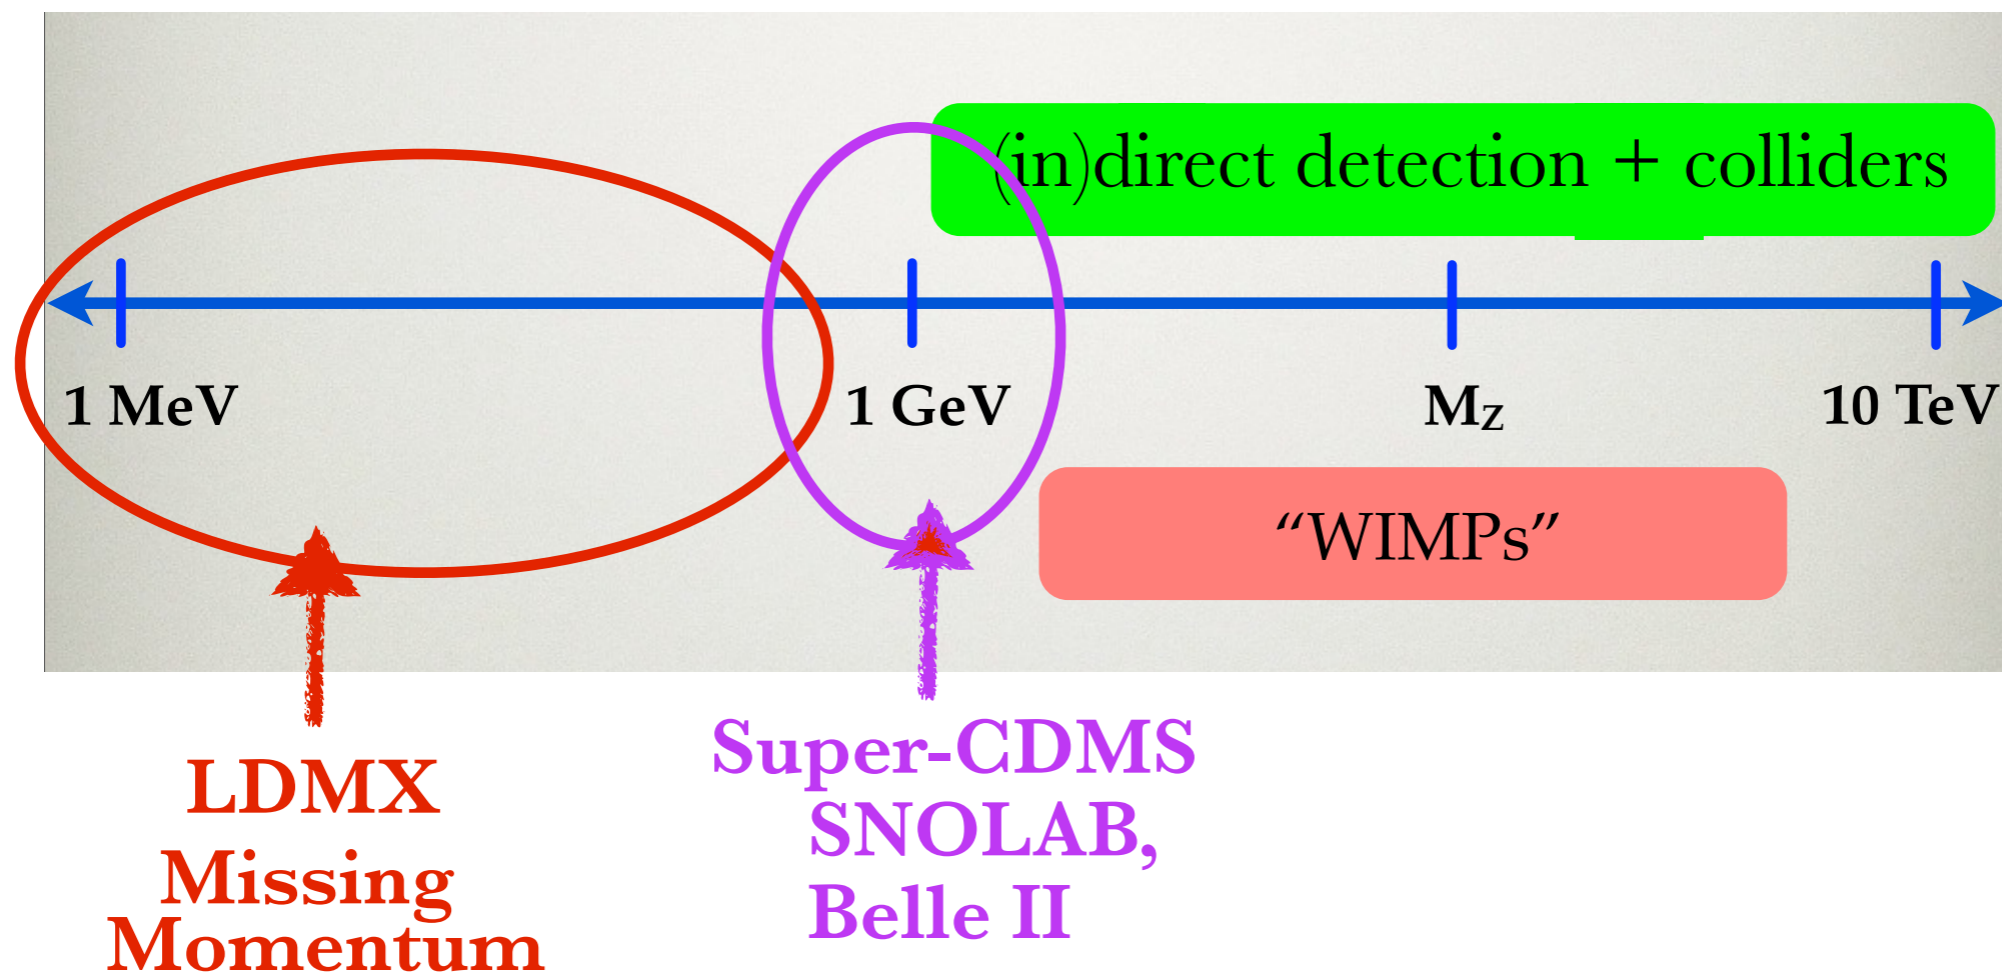 (in)direct detection + colliders
1 MeV
1 GeV
MZ
10 TeV
“WIMPs”
LDMX
Missing
Momentum
Super-CDMS
SNOLAB,
Belle II